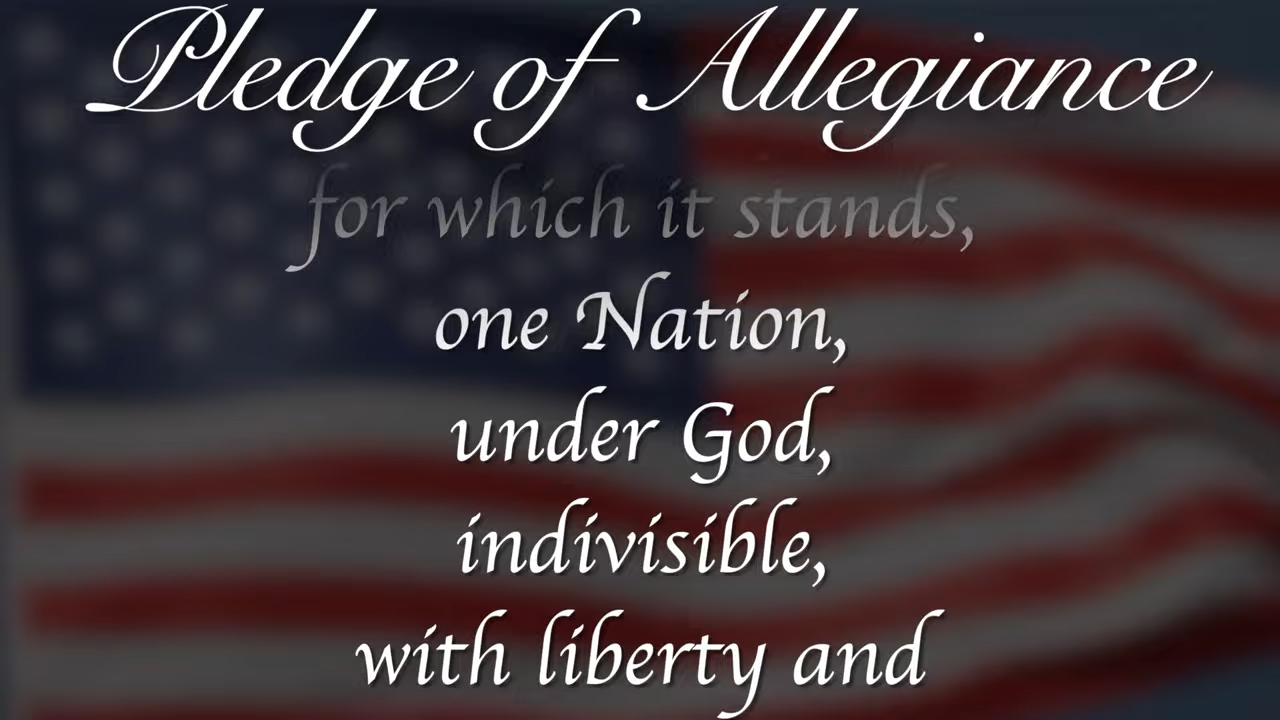 Pledge of Allegiance
for which it stands,
one Nation,
under God,
indivisible,
with liberty and